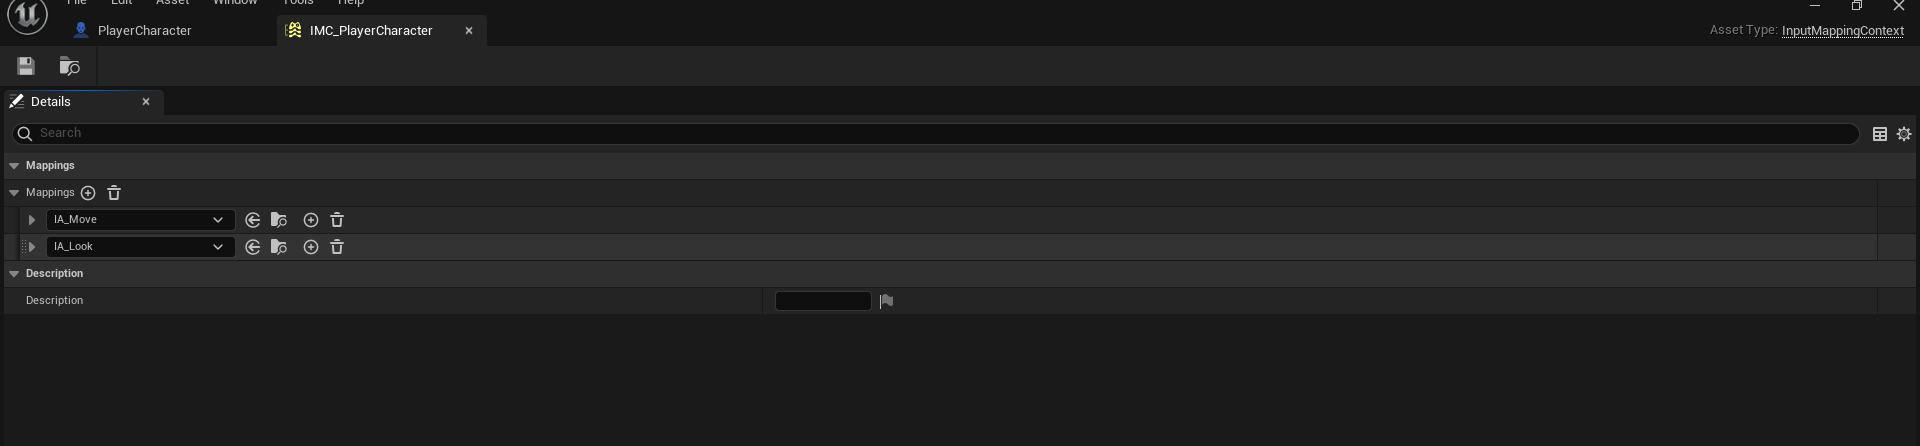 File Edit Asset Window Tools Help
PlayerCharacter IMC_PlayerCharacter Asset Type: InputMappingContext
Details
Search
Mappings
Mappings
IA_Move
IA_Look
Description
Description